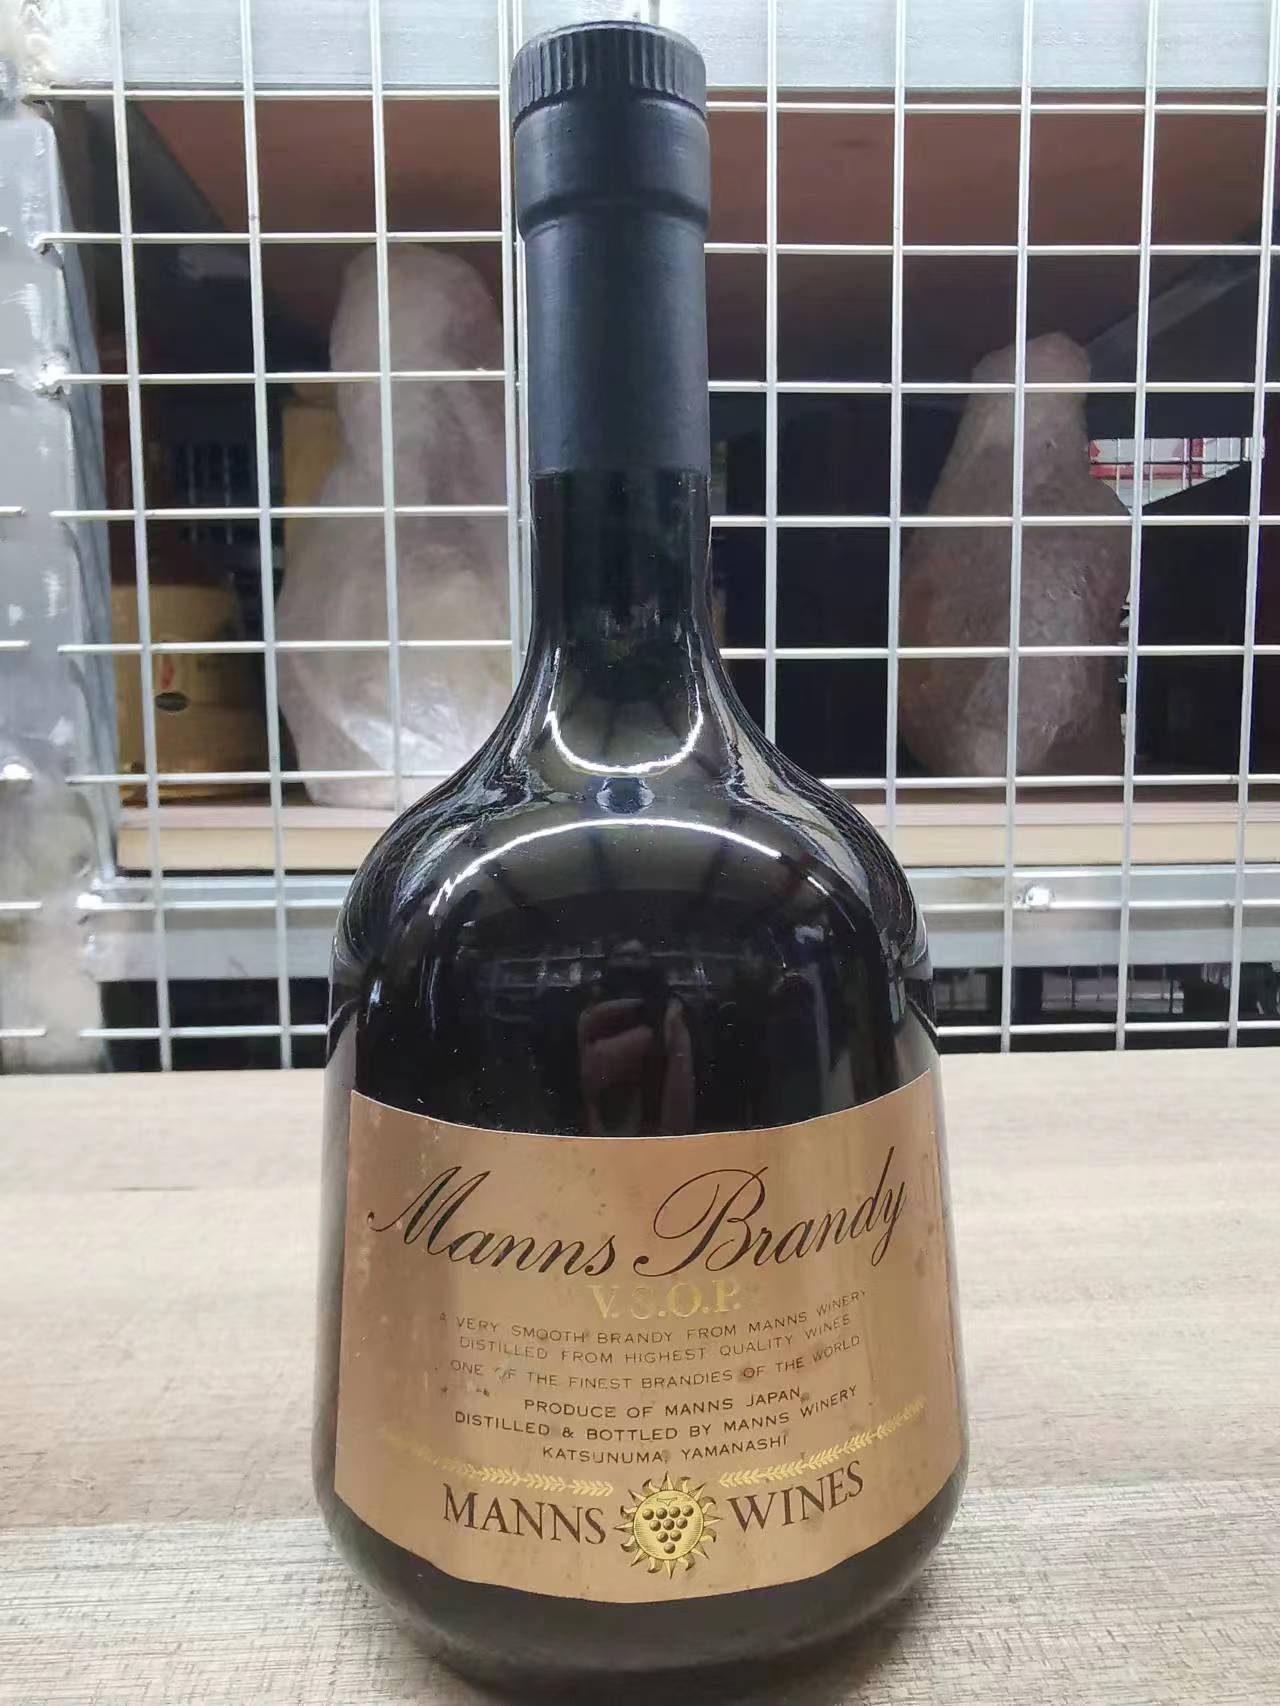 Manns Brandy
V.S.O.P.
A VERY SMOOTH BRANDY FROM MANNS WINERY
DISTILLED FROM HIGHEST QUALITY WINES
ONE OF THE FINEST BRANDIES OF THE WORLD
PRODUCE OF MANNS JAPAN,
DISTILLED & BOTTLED BY MANNS WINERY
KATSUNUMA, YAMANASHI
MANNS WINES